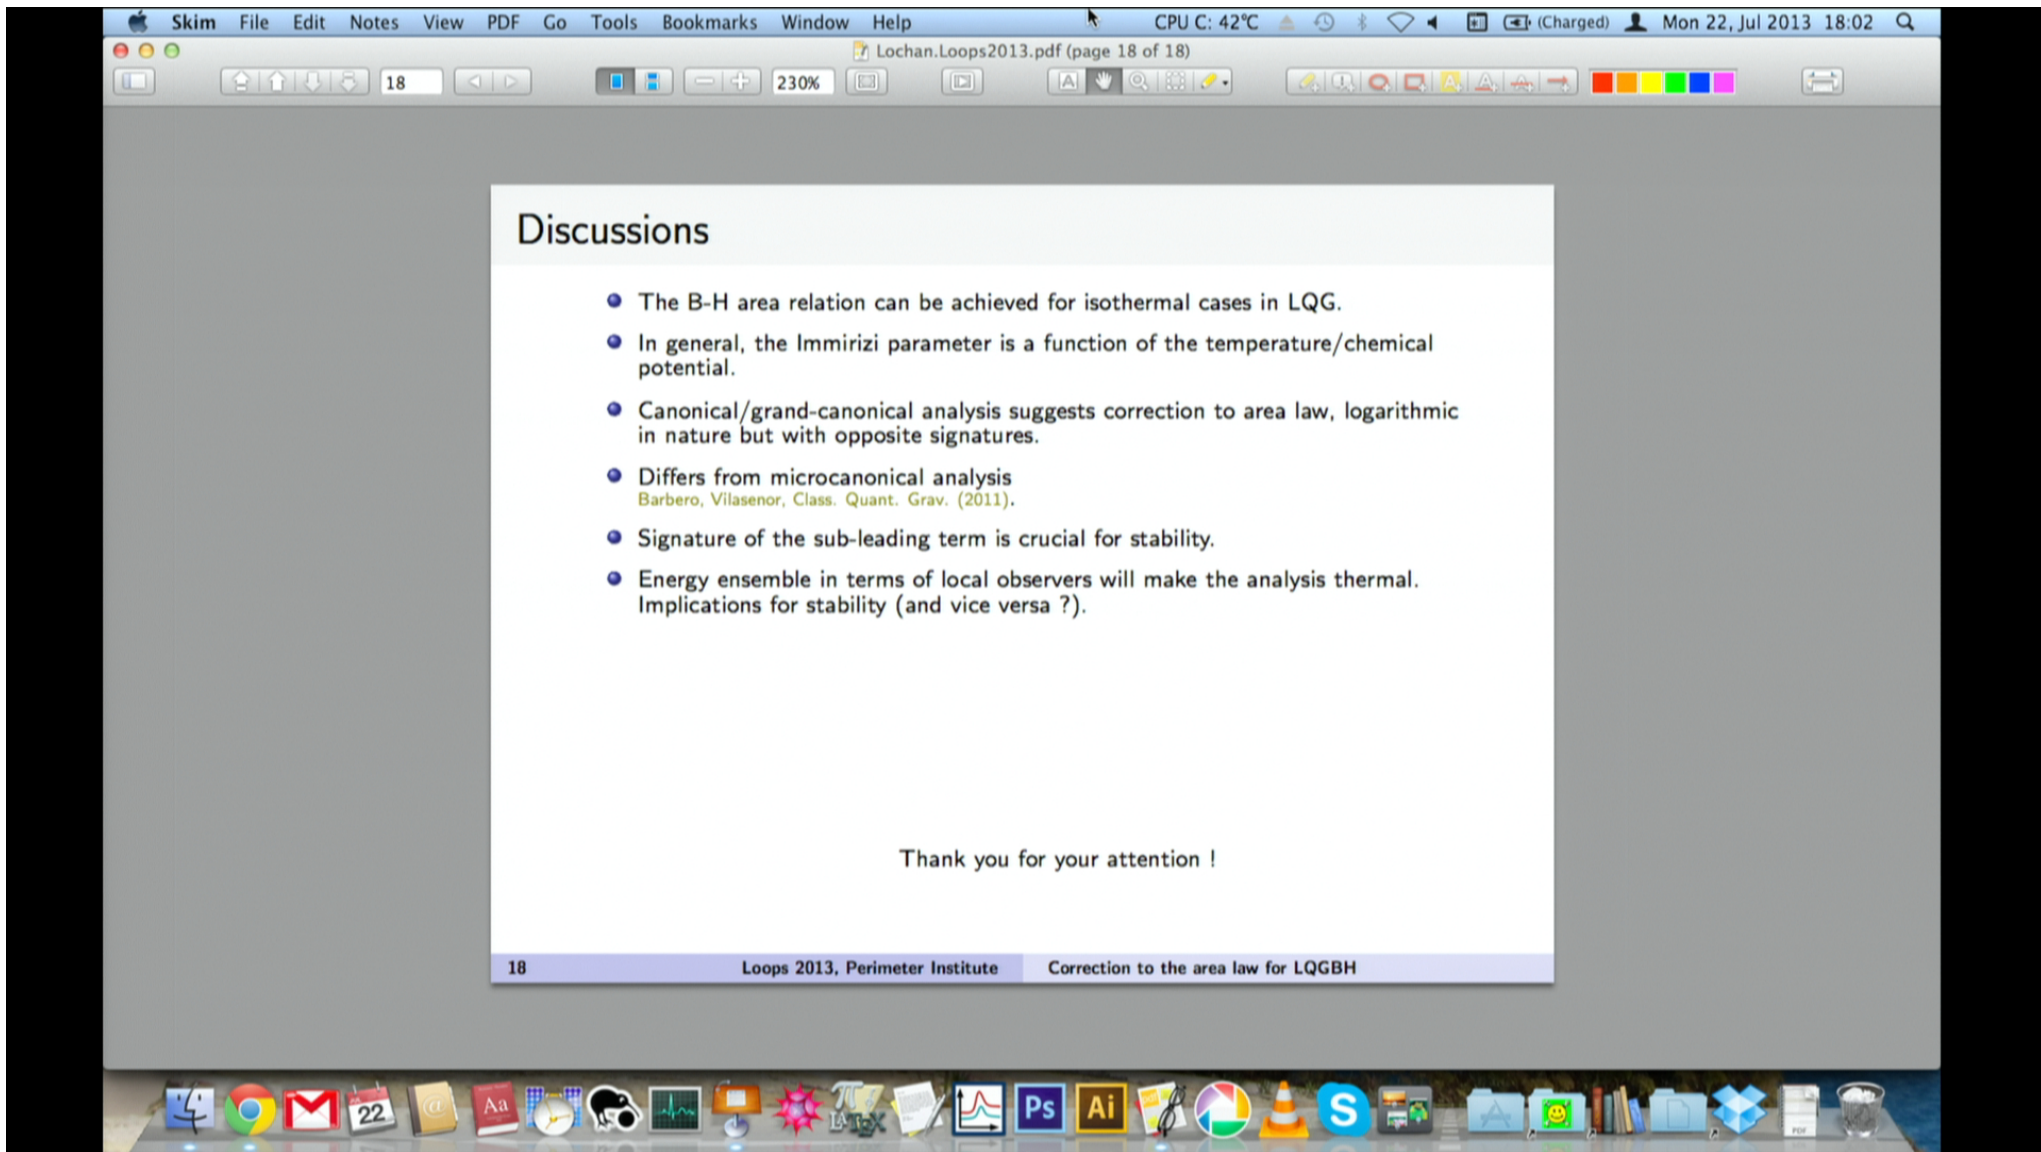 Skim File Edit Notes View PDF Go Tools Bookmarks Window Help CPU C: 42°C (Charged) Mon 22, Jul 2013 18:02
Lochan.Loops2013.pdf (page 18 of 18)
18 230%
Discussions
The B-H area relation can be achieved for isothermal cases in LQG.
In general, the Immirizi parameter is a function of the temperature/chemical
potential.
Canonical/grand-canonical analysis suggests correction to area law, logarithmic
in nature but with opposite signatures.
Differs from microcanonical analysis
Barbero, Vilasenor, Class. Quant. Grav. (2011).
Signature of the sub-leading term is crucial for stability.
Energy ensemble in terms of local observers will make the analysis thermal.
Implications for stability (and vice versa ?).
Thank you for your attention !
18 Loops 2013, Perimeter Institute Correction to the area law for LQGBH
22 @ Aa Ps Ai S PDF